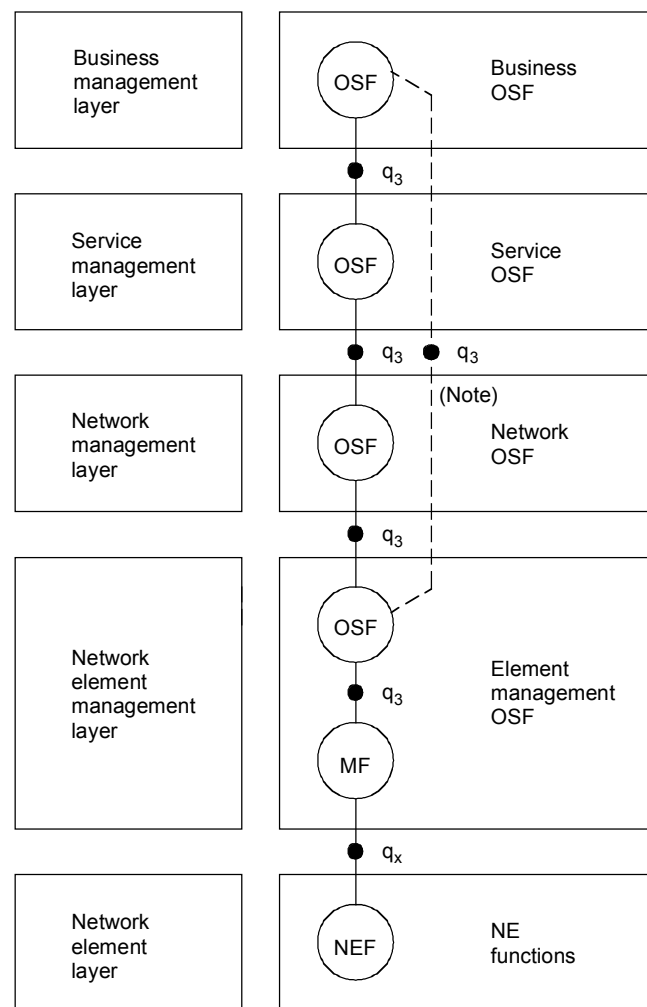 Business
management
layer
OSF
Business
OSF
q3
Service
management
layer
OSF
Service
OSF
q3
q3
(Note)
Network
management
layer
OSF
Network
OSF
q3
OSF
Network
element
management
layer
q3
Element
management
OSF
MF
qx
Network
element
layer
NEF
NE
functions